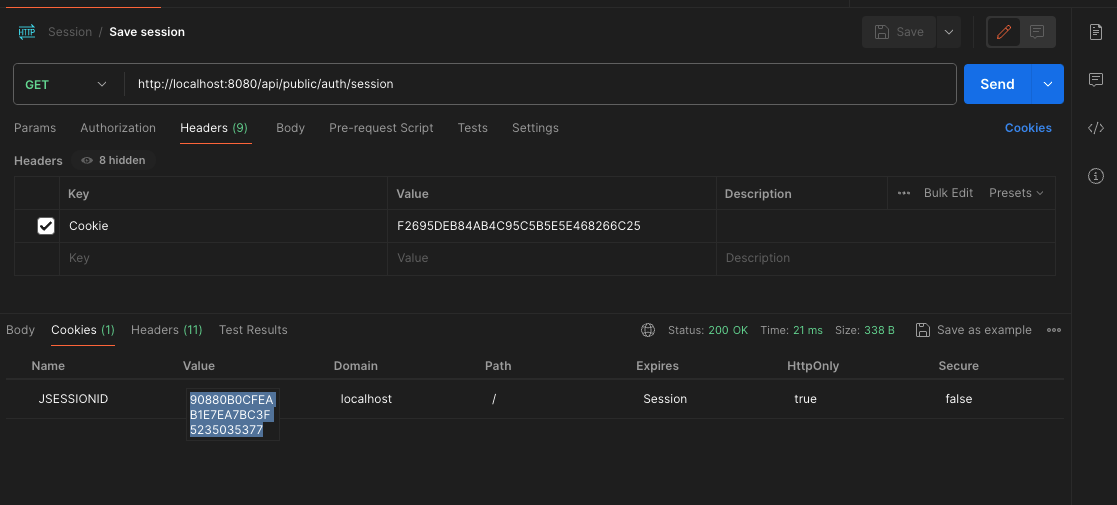 HTTP Session / Save session Save
GET http://localhost:8080/api/public/auth/session Send
Params Authorization Headers (9) Body Pre-request Script Tests Settings Cookies
Headers 8 hidden
Key Value Description ••• Bulk Edit Presets
Cookie F2695DEB84AB4C95C5B5E5E468266C25
Key Value Description
Body Cookies (1) Headers (11) Test Results Status: 200 OK Time: 21 ms Size: 338 B Save as example •••
Name Value Domain Path Expires HttpOnly Secure
JSESSIONID 90880B0CFEA localhost / Session true false
B1E7EA7BC3F
5235035377